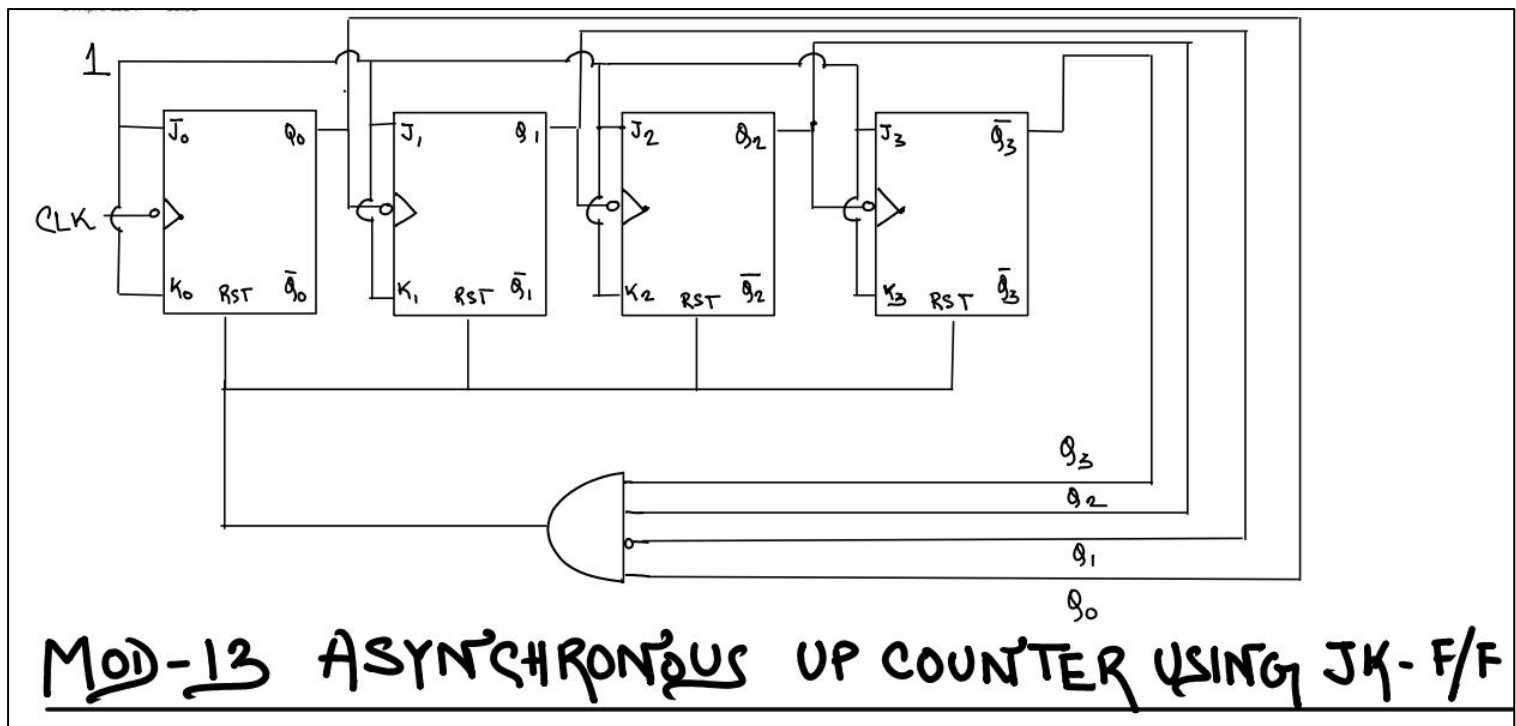 1
J₀ Q₀ J₁ Q₁ J₂ Q₂ J₃ Q̅₃
CLK
K₀ RST Q̅₀ K₁ RST Q̅₁ K₂ RST Q̅₂ K₃ RST Q̅₃
Q₃
Q₂
Q₁
Q₀
MOD-13 ASYNCHRONOUS UP COUNTER USING JK- F/F